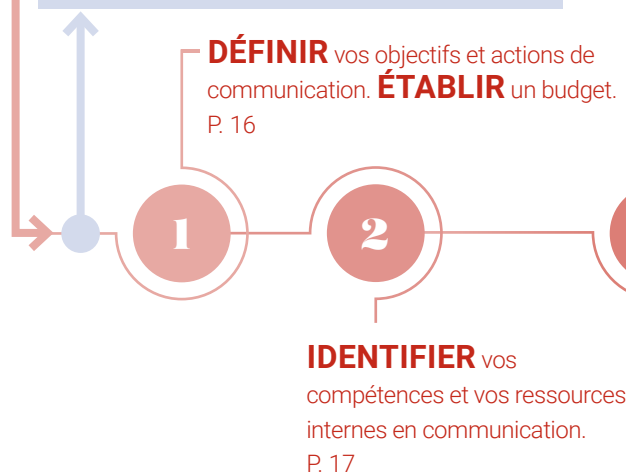 DÉFINIR vos objectifs et actions de
communication. ÉTABLIR un budget.
P. 16
1
2
IDENTIFIER vos
compétences et vos ressources
internes en communication.
P. 17